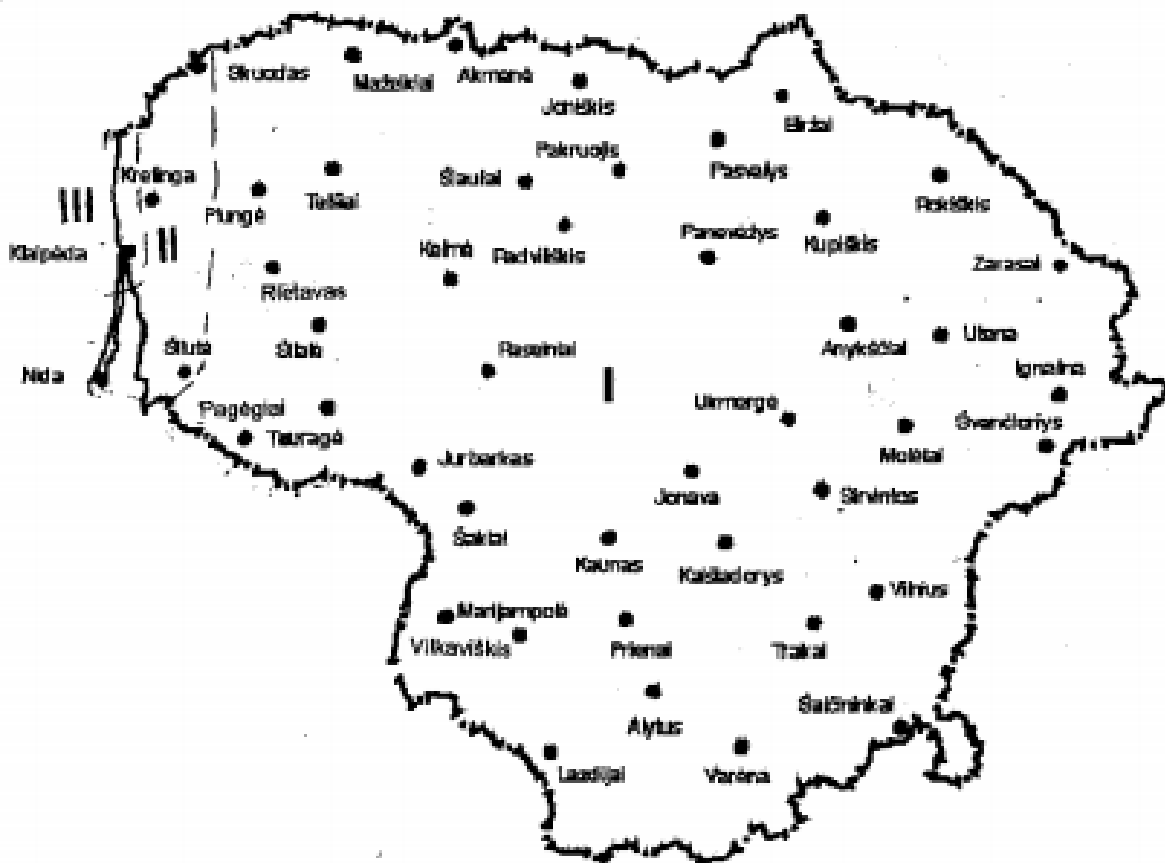 Skuodas
Mažeikiai
Akmenė
Joniškis
Biržai
Pakruojis
Pasvalys
Kretinga
Plungė
Telšiai
Šiauliai
Rokiškis
III
Klaipėda
II
Kelmė
Radviliškis
Panevėžys
Kupiškis
Zarasai
Rietavas
Šilutė
Šilalė
Raseiniai
Anykščiai
Utena
Ignalina
Nida
I
Pagėgiai
Tauragė
Ukmergė
Švenčionys
Molėtai
Jurbarkas
Jonava
Širvintos
Šakiai
Kaunas
Kaišiadorys
Vilnius
Marijampolė
Vilkaviškis
Prienai
Trakai
Alytus
Šalčininkai
Lazdijai
Varėna